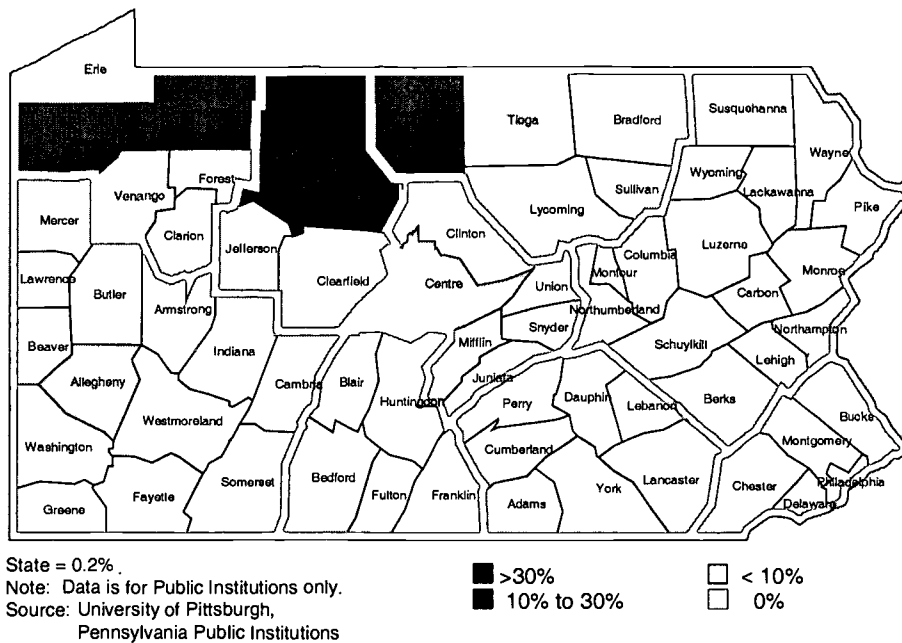 Erie
Tioga
Bradford
Susquehanna
Wayne
Wyoming
Sullivan
Lackawanna
Forest
Venango
Mercer
Clarion
Lycoming
Pike
Clinton
Jefferson
Luzerne
Columbia
Montour
Lawrence
Clearfield
Centre
Monroe
Butler
Union
Carbon
Armstrong
Northumberland
Snyder
Northampton
Beaver
Indiana
Mifflin
Schuylkill
Lehigh
Allegheny
Cambria
Blair
Juniata
Huntingdon
Dauphin
Lebanon
Berks
Perry
Bucks
Westmoreland
Cumberland
Montgomery
Washington
Somerset
Bedford
Lancaster
Chester
Philadelphia
Greene
Fayette
Fulton
Franklin
Adams
York
Delaware
State = 0.2%
Note: Data is for Public Institutions only.
Source: University of Pittsburgh,
Pennsylvania Public Institutions
>30%
10% to 30%
< 10%
0%